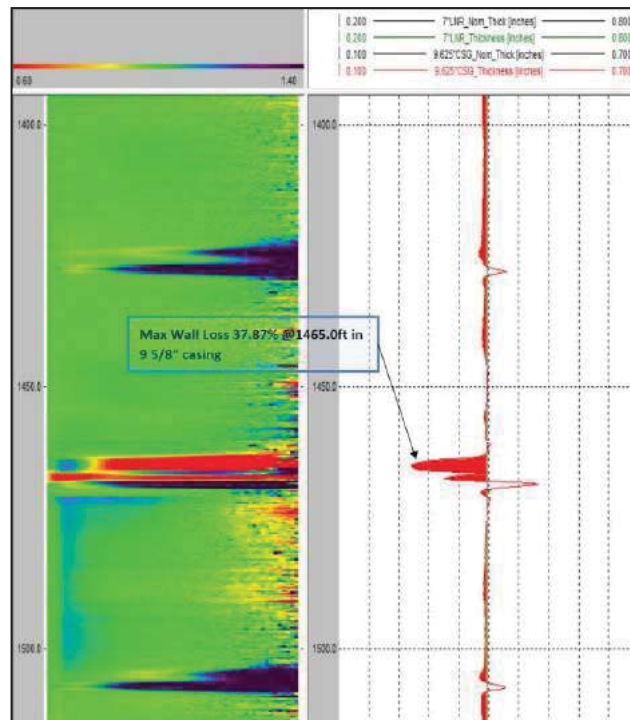 0.200 7"LNR_Nom_Thick [inches] 0.800
0.200 7"LNR_Thickness [inches] 0.800
0.100 9.625"CSG_Nom_Thick [inches] 0.700
0.100 9.625"CSG_Thickness [inches] 0.700
0.60 1.40
1400.0
1400.0
Max Wall Loss 37.87% @1465.0ft in
9 5/8" casing
1450.0
1450.0
1500.0
1500.0